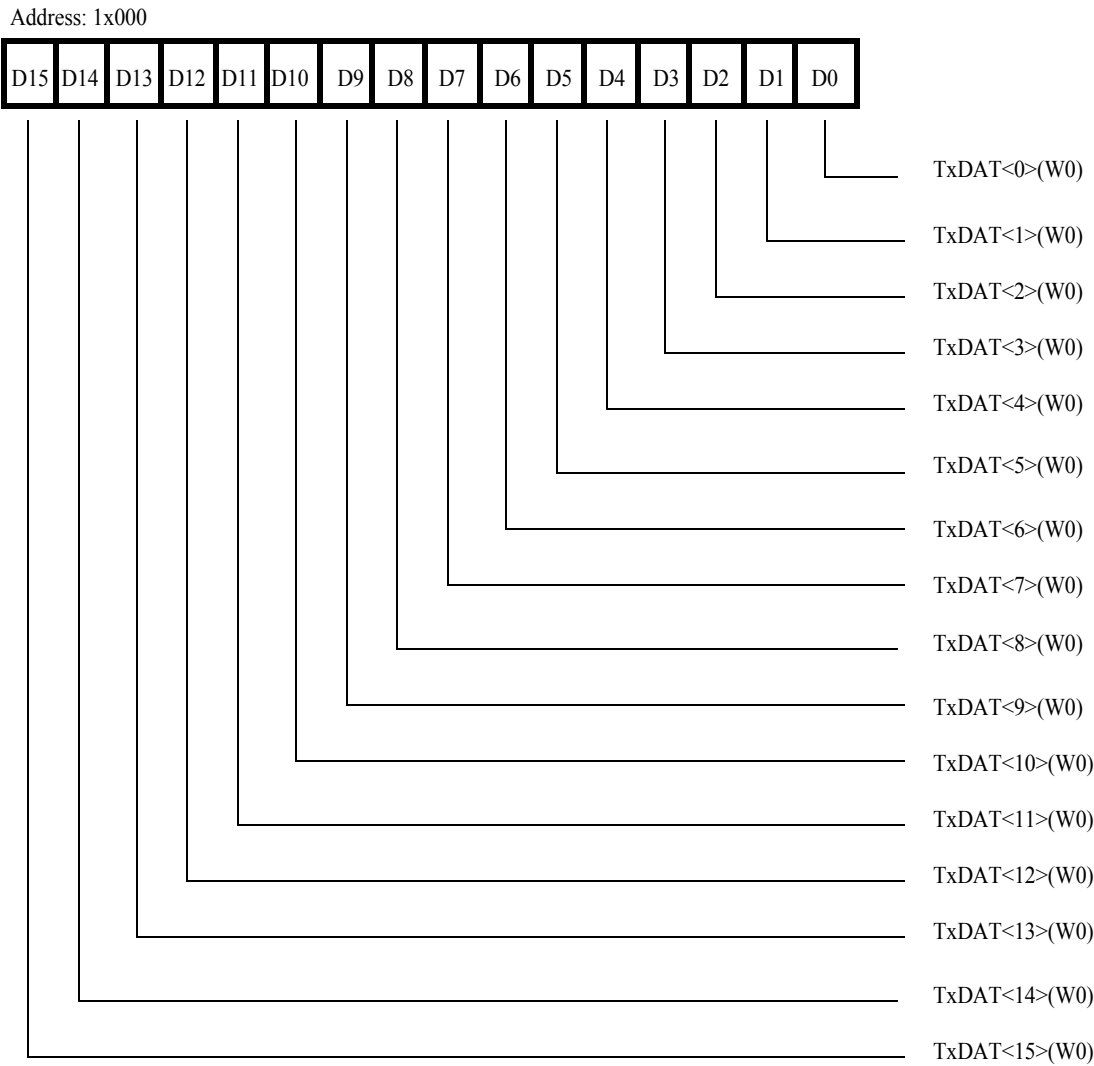 Address: 1x000
D15 D14 D13 D12 D11 D10 D9 D8 D7 D6 D5 D4 D3 D2 D1 D0
TxDAT<0>(W0)
TxDAT<1>(W0)
TxDAT<2>(W0)
TxDAT<3>(W0)
TxDAT<4>(W0)
TxDAT<5>(W0)
TxDAT<6>(W0)
TxDAT<7>(W0)
TxDAT<8>(W0)
TxDAT<9>(W0)
TxDAT<10>(W0)
TxDAT<11>(W0)
TxDAT<12>(W0)
TxDAT<13>(W0)
TxDAT<14>(W0)
TxDAT<15>(W0)